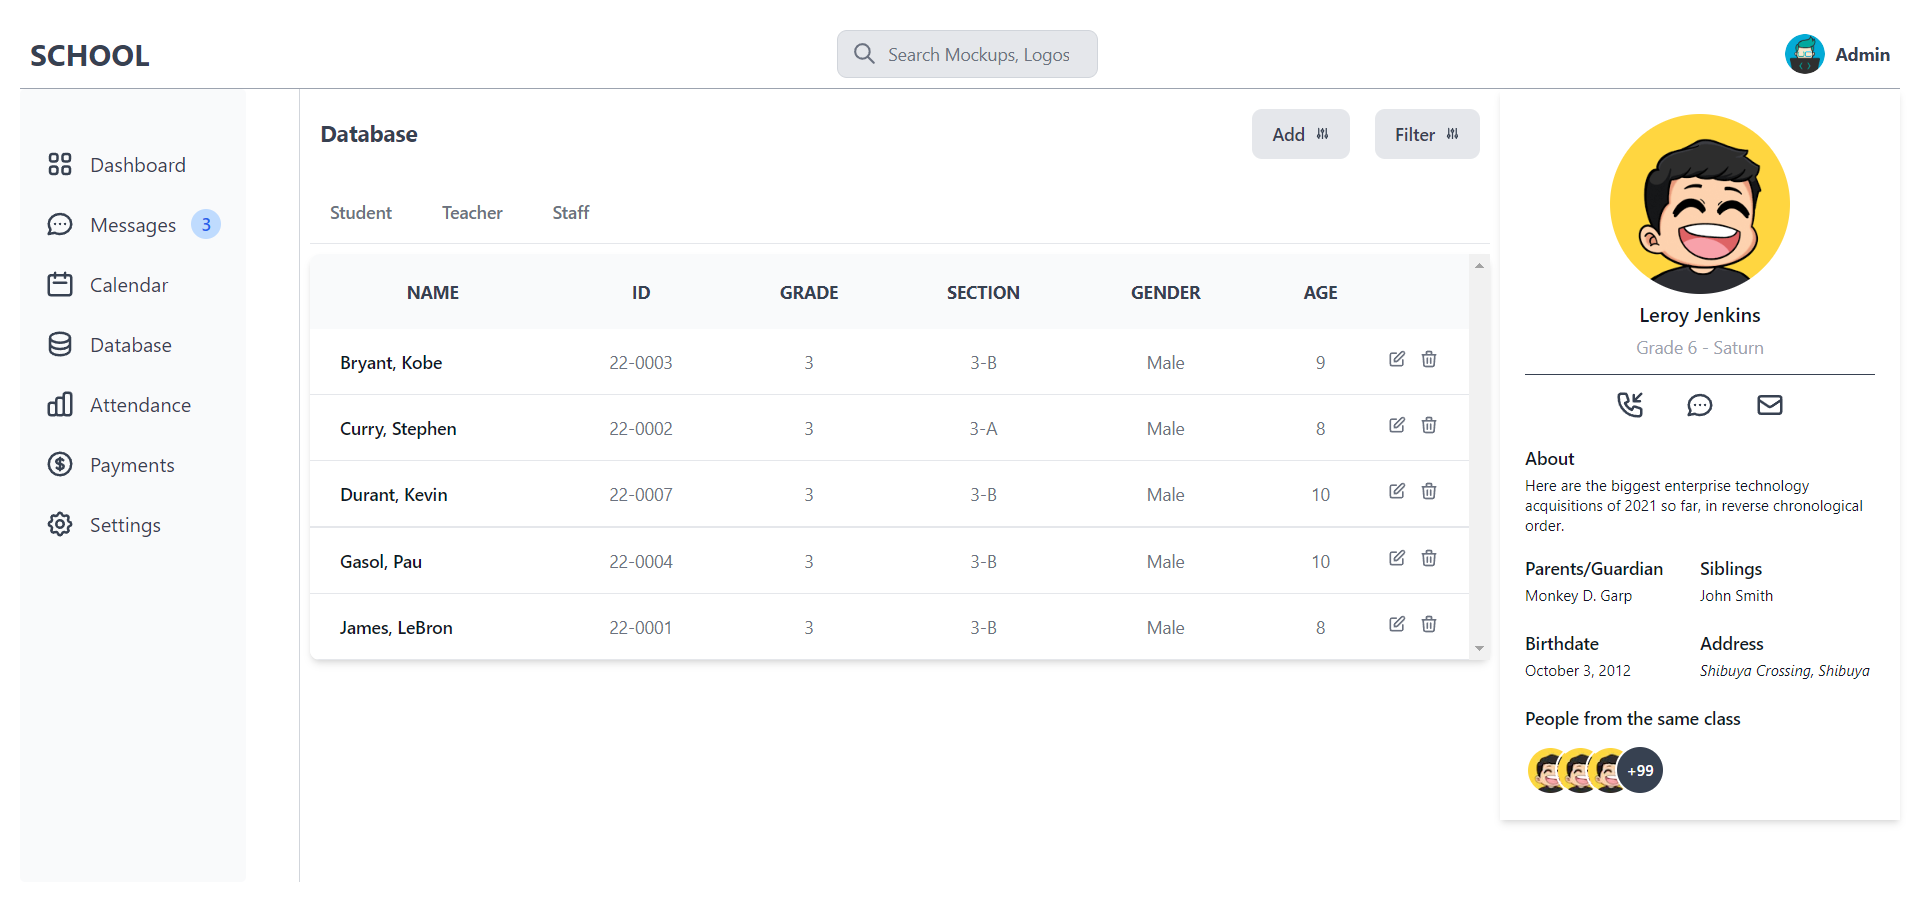 SCHOOL
Search Mockups, Logos
Admin
Dashboard
Messages 3
Calendar
Database
Attendance
Payments
Settings
Database
Add
Filter
Student Teacher Staff
NAME ID GRADE SECTION GENDER AGE
Bryant, Kobe 22-0003 3 3-B Male 9
Curry, Stephen 22-0002 3 3-A Male 8
Durant, Kevin 22-0007 3 3-B Male 10
Gasol, Pau 22-0004 3 3-B Male 10
James, LeBron 22-0001 3 3-B Male 8
Leroy Jenkins
Grade 6 - Saturn
About
Here are the biggest enterprise technology
acquisitions of 2021 so far, in reverse chronological
order.
Parents/Guardian Siblings
Monkey D. Garp John Smith
Birthdate Address
October 3, 2012 Shibuya Crossing, Shibuya
People from the same class
+99